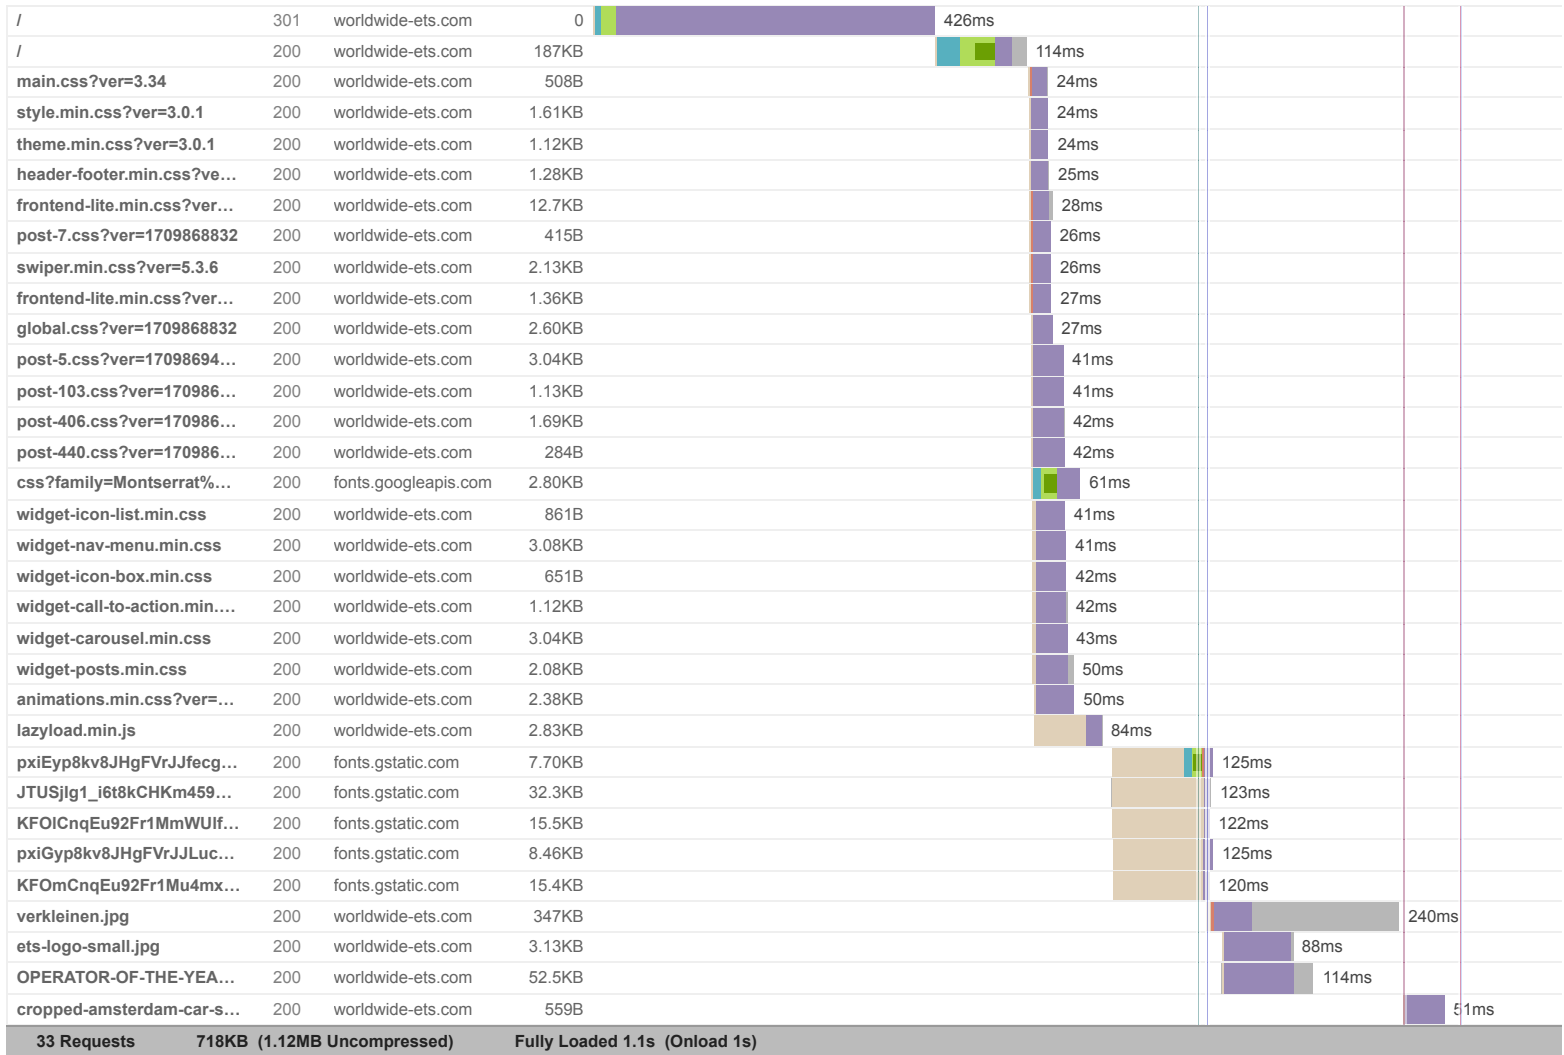 / 301 worldwide-ets.com 0 426ms
/ 200 worldwide-ets.com 187KB 114ms
main.css?ver=3.34 200 worldwide-ets.com 508B 24ms
style.min.css?ver=3.0.1 200 worldwide-ets.com 1.61KB 24ms
theme.min.css?ver=3.0.1 200 worldwide-ets.com 1.12KB 24ms
header-footer.min.css?ve... 200 worldwide-ets.com 1.28KB 25ms
frontend-lite.min.css?ver... 200 worldwide-ets.com 12.7KB 28ms
post-7.css?ver=1709868832 200 worldwide-ets.com 415B 26ms
swiper.min.css?ver=5.3.6 200 worldwide-ets.com 2.13KB 26ms
frontend-lite.min.css?ver... 200 worldwide-ets.com 1.36KB 27ms
global.css?ver=1709868832 200 worldwide-ets.com 2.60KB 27ms
post-5.css?ver=17098694... 200 worldwide-ets.com 3.04KB 41ms
post-103.css?ver=170986... 200 worldwide-ets.com 1.13KB 41ms
post-406.css?ver=170986... 200 worldwide-ets.com 1.69KB 42ms
post-440.css?ver=170986... 200 worldwide-ets.com 284B 42ms
css?family=Montserrat%... 200 fonts.googleapis.com 2.80KB 61ms
widget-icon-list.min.css 200 worldwide-ets.com 861B 41ms
widget-nav-menu.min.css 200 worldwide-ets.com 3.08KB 41ms
widget-icon-box.min.css 200 worldwide-ets.com 651B 42ms
widget-call-to-action.min.... 200 worldwide-ets.com 1.12KB 42ms
widget-carousel.min.css 200 worldwide-ets.com 3.04KB 43ms
widget-posts.min.css 200 worldwide-ets.com 2.08KB 50ms
animations.min.css?ver=... 200 worldwide-ets.com 2.38KB 50ms
lazyload.min.js 200 worldwide-ets.com 2.83KB 84ms
pxiEyp8kv8JHgFVrJJfecg... 200 fonts.gstatic.com 7.70KB 125ms
JTUSjIg1_i6t8kCHKm459... 200 fonts.gstatic.com 32.3KB 123ms
KFOlCnqEu92Fr1MmWUlf... 200 fonts.gstatic.com 15.5KB 122ms
pxiGyp8kv8JHgFVrJJLuc... 200 fonts.gstatic.com 8.46KB 125ms
KFOmCnqEu92Fr1Mu4mx... 200 fonts.gstatic.com 15.4KB 120ms
verkleinen.jpg 200 worldwide-ets.com 347KB 240ms
ets-logo-small.jpg 200 worldwide-ets.com 3.13KB 88ms
OPERATOR-OF-THE-YEA... 200 worldwide-ets.com 52.5KB 114ms
cropped-amsterdam-car-s... 200 worldwide-ets.com 559B 51ms
33 Requests 718KB (1.12MB Uncompressed) Fully Loaded 1.1s (Onload 1s)